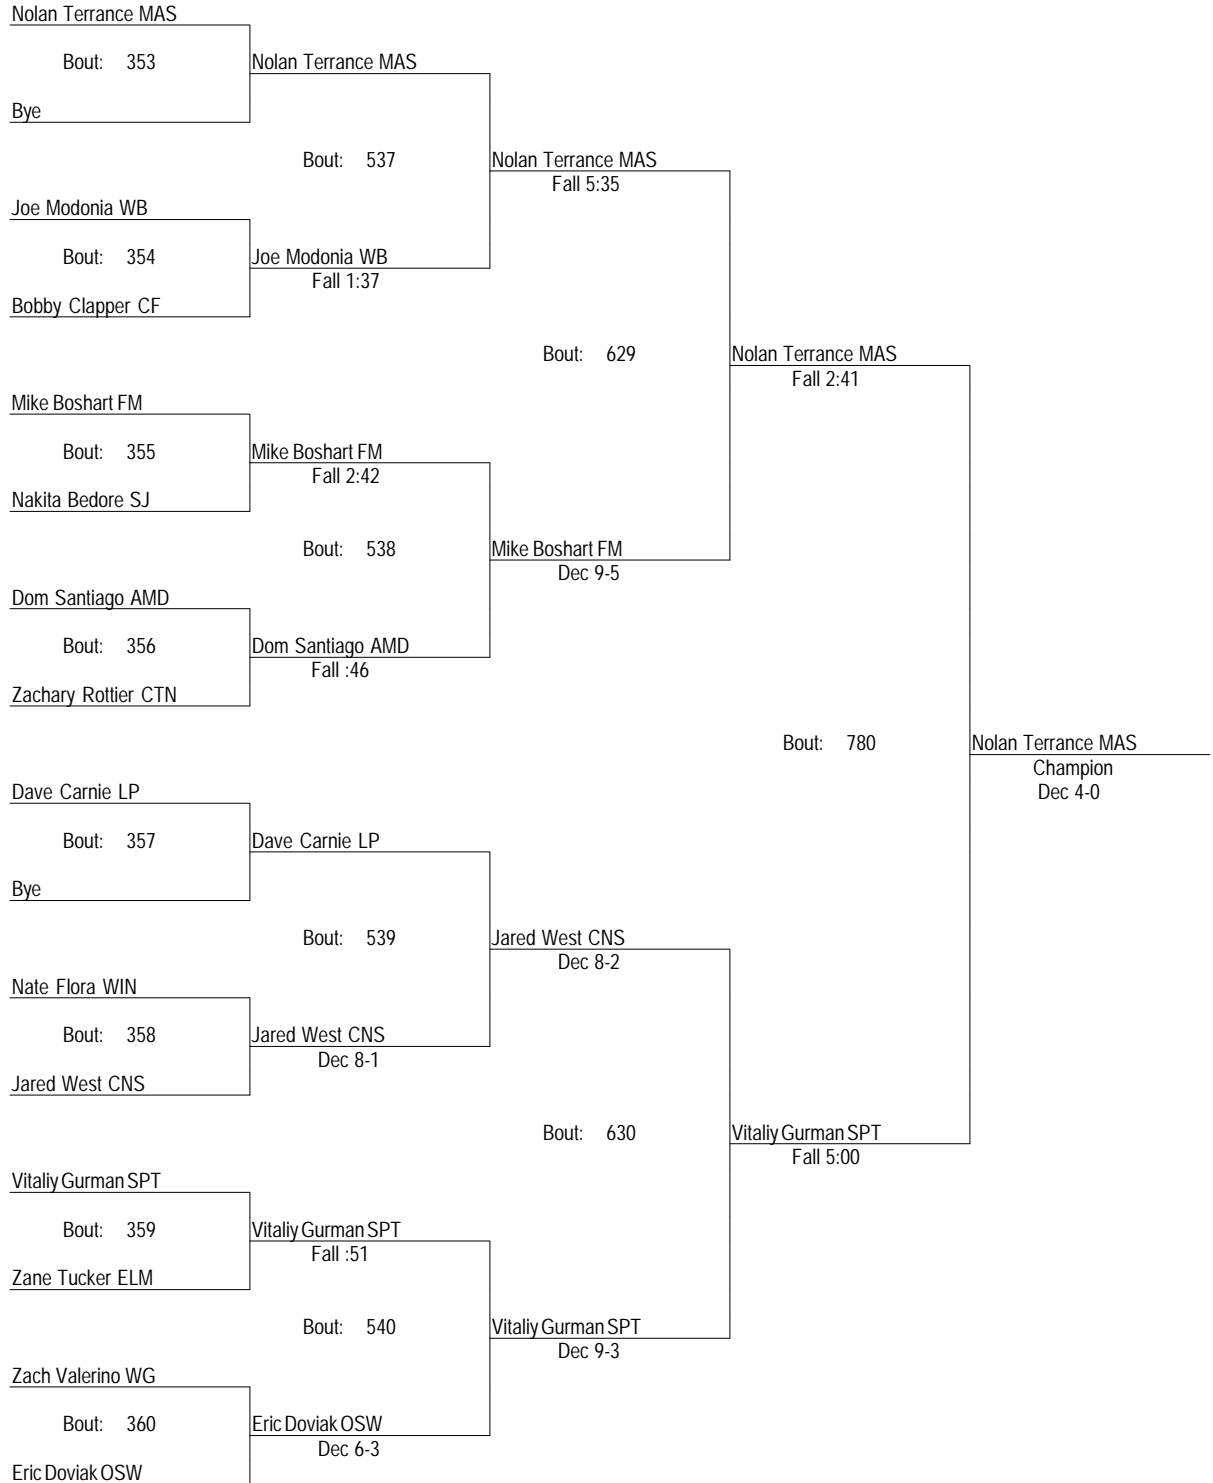 Nolan Terrance MAS
Bout: 353
Nolan Terrance MAS
Bye
Bout: 537
Nolan Terrance MAS
Fall 5:35
Joe Modonia WB
Bout: 354
Joe Modonia WB
Fall 1:37
Bobby Clapper CF
Bout: 629
Nolan Terrance MAS
Fall 2:41
Mike Boshart FM
Bout: 355
Mike Boshart FM
Fall 2:42
Nakita Bedore SJ
Bout: 538
Mike Boshart FM
Dec 9-5
Dom Santiago AMD
Bout: 356
Dom Santiago AMD
Fall :46
Zachary Rottier CTN
Bout: 780
Nolan Terrance MAS
Champion
Dec 4-0
Dave Carnie LP
Bout: 357
Dave Carnie LP
Bye
Bout: 539
Jared West CNS
Dec 8-2
Nate Flora WIN
Bout: 358
Jared West CNS
Dec 8-1
Jared West CNS
Bout: 630
Vitaliy Gurman SPT
Fall 5:00
Vitaliy Gurman SPT
Bout: 359
Vitaliy Gurman SPT
Fall :51
Zane Tucker ELM
Bout: 540
Vitaliy Gurman SPT
Dec 9-3
Zach Valerino WG
Bout: 360
Eric Doviak OSW
Dec 6-3
Eric Doviak OSW